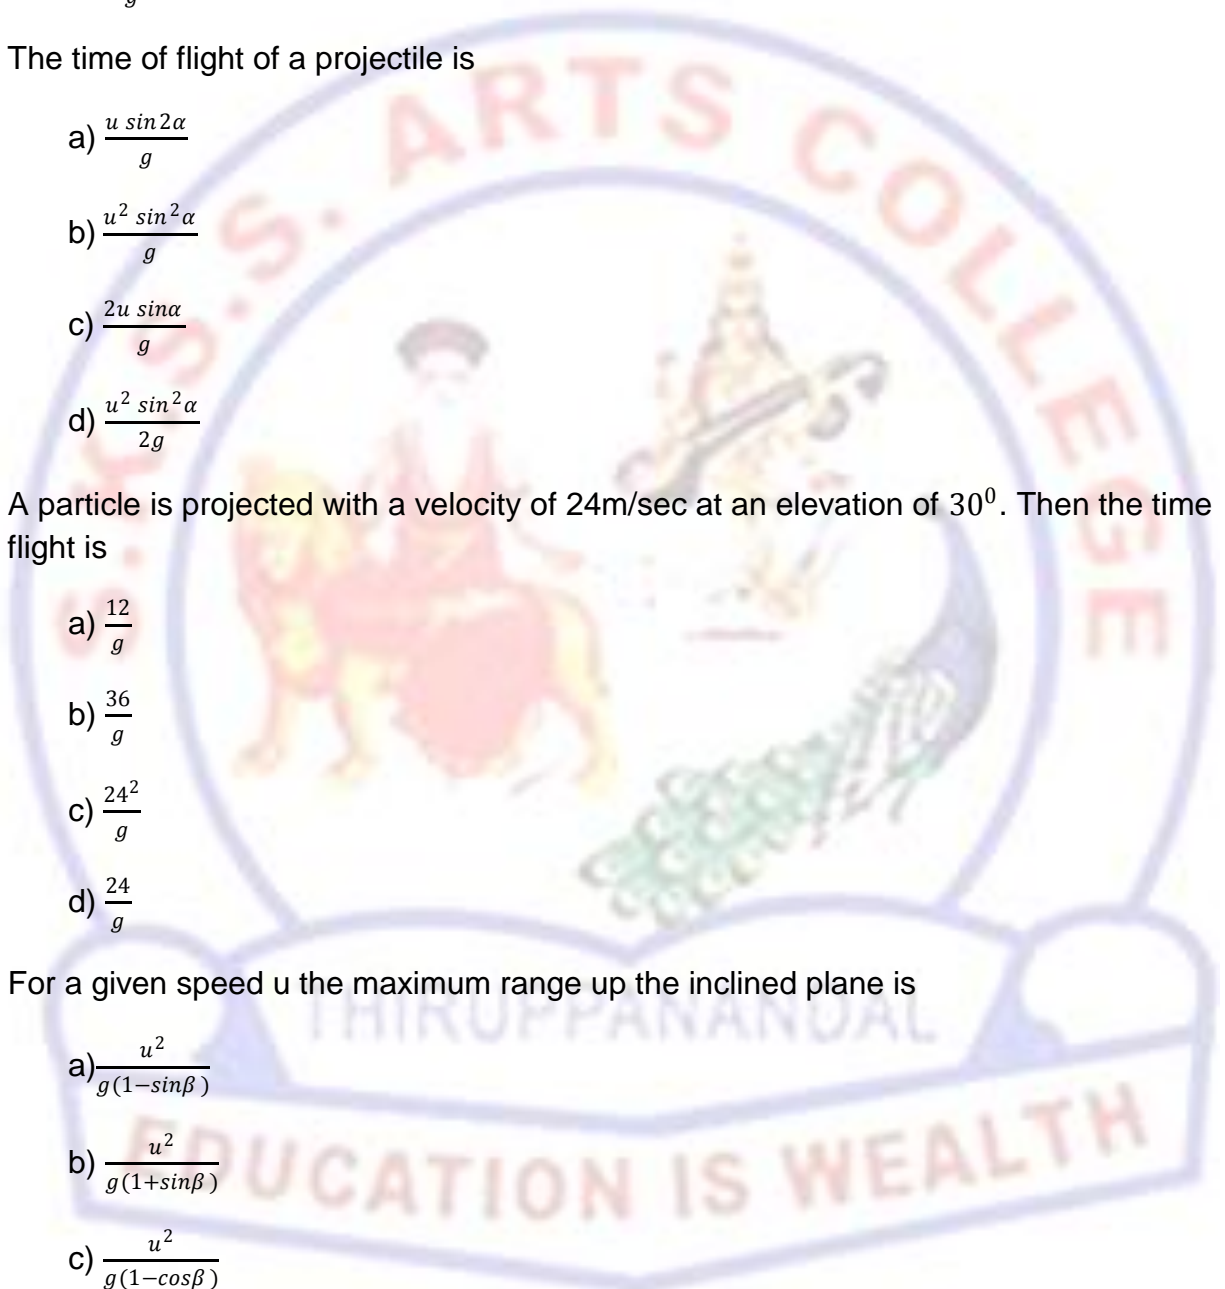 g
The time of flight of a projectile is
a) u sin2α / g
b) u² sin²α / g
c) 2u sinα / g
d) u² sin²α / 2g
A particle is projected with a velocity of 24m/sec at an elevation of 30⁰. Then the time
flight is
a) 12 / g
b) 36 / g
c) 24² / g
d) 24 / g
For a given speed u the maximum range up the inclined plane is
a) u² / g(1−sinβ)
b) u² / g(1+sinβ)
c) u² / g(1−cosβ)
S.K.S.S. ARTS COLLEGE
THIRUPPANANDAL
EDUCATION IS WEALTH